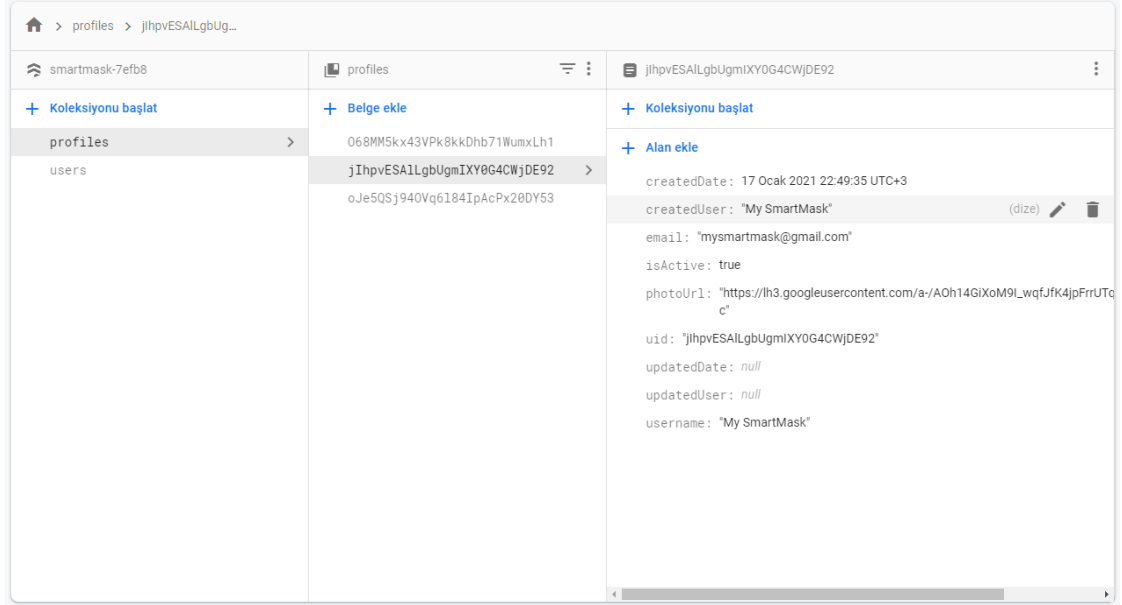 profiles > jIhpvESAlLgbUg...
smartmask-7efb8
Koleksiyonu başlat
profiles
users
profiles
Belge ekle
O68MM5kx43VPk8kkDhb71WumxLh1
jIhpvESAlLgbUgmIXY0G4CWjDE92
oJe5QSj94OVq6l84IpAcPx20DY53
jIhpvESAlLgbUgmIXY0G4CWjDE92
Koleksiyonu başlat
Alan ekle
createdDate: 17 Ocak 2021 22:49:35 UTC+3
createdUser: "My SmartMask" (dize)
email: "mysmartmask@gmail.com"
isActive: true
photoUrl: "https://lh3.googleusercontent.com/a-/AOh14GiXoM9I_wqfJfK4jpFrrUTq
c"
uid: "jIhpvESAlLgbUgmIXY0G4CWjDE92"
updatedDate: null
updatedUser: null
username: "My SmartMask"